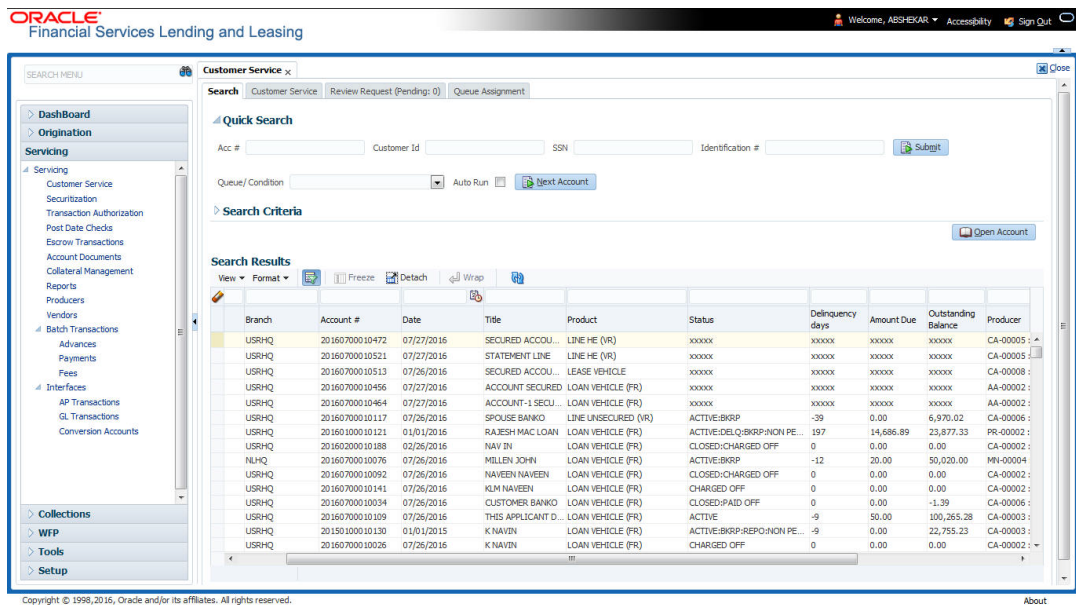 ORACLE
Financial Services Lending and Leasing
Welcome, ABSHEKAR Accessibility Sign Out
SEARCH MENU
Customer Service x
Close
Search Customer Service Review Request (Pending: 0) Queue Assignment
DashBoard
Origination
Servicing
Servicing
Customer Service
Securitization
Transaction Authorization
Post Date Checks
Escrow Transactions
Account Documents
Collateral Management
Reports
Producers
Vendors
Batch Transactions
Advances
Payments
Fees
Interfaces
AP Transactions
GL Transactions
Conversion Accounts
Collections
WFP
Tools
Setup
Quick Search
Acc # Customer Id SSN Identification # Submit
Queue/ Condition Auto Run Next Account
Search Criteria
Open Account
Search Results
View Format Freeze Detach Wrap
Branch Account # Date Title Product Status Delinquency days Amount Due Outstanding Balance Producer
USRHQ 20160700010472 07/27/2016 SECURED ACCOU... LINE HE (VR) xxxxx xxxxx xxxxx xxxxx CA-00005 :
USRHQ 20160700010521 07/27/2016 STATEMENT LINE LINE HE (VR) xxxxx xxxxx xxxxx xxxxx CA-00005 :
USRHQ 20160700010513 07/26/2016 SECURED ACCOU... LEASE VEHICLE xxxxx xxxxx xxxxx xxxxx CA-00008 :
USRHQ 20160700010456 07/27/2016 ACCOUNT SECURED LOAN VEHICLE (FR) xxxxx xxxxx xxxxx xxxxx AA-00002 :
USRHQ 20160700010464 07/27/2016 ACCOUNT-1 SECU... LOAN VEHICLE (FR) xxxxx xxxxx xxxxx xxxxx AA-00002 :
USRHQ 20160700010117 07/26/2016 SPOUSE BANKO LINE UNSECURED (VR) ACTIVE:BKRP -39 0.00 6,970.02 CA-00006 :
USRHQ 20160100010121 01/01/2016 RAJESH MAC LOAN LOAN VEHICLE (FR) ACTIVE:DELQ:BKRP:NON PE... 197 14,686.89 23,877.33 PR-00002 :
USRHQ 20160200010188 02/26/2016 NAV IN LOAN VEHICLE (FR) CLOSED:CHARGED OFF 0 0.00 0.00 CA-00002 :
NLHQ 20160700010076 07/26/2016 MILLEN JOHN LOAN VEHICLE (FR) ACTIVE:BKRP -12 20.00 50,020.00 MN-00004
USRHQ 20160700010092 07/26/2016 NAVEEN NAVEEN LOAN VEHICLE (FR) CLOSED:CHARGED OFF 0 0.00 0.00 CA-00002 :
USRHQ 20160700010141 07/26/2016 KLM NAVEEN LOAN VEHICLE (FR) CHARGED OFF 0 0.00 0.00 CA-00002 :
USRHQ 20160700010034 07/26/2016 CUSTOMER BANKO LOAN VEHICLE (FR) CLOSED:PAID OFF 0 0.00 -1.39 CA-00006 :
USRHQ 20160700010109 07/26/2016 THIS APPLICANT D... LOAN VEHICLE (FR) ACTIVE -9 50.00 100,265.28 CA-00003 :
USRHQ 20150100010130 01/01/2015 K NAVIN LOAN VEHICLE (FR) ACTIVE:BKRP:REPO:NON PE... -9 0.00 22,755.23 CA-00003 :
USRHQ 20160700010026 07/26/2016 K NAVIN LOAN VEHICLE (FR) CHARGED OFF 0 0.00 0.00 CA-00002 :
Copyright © 1998,2016, Oracle and/or its affiliates. All rights reserved.
About